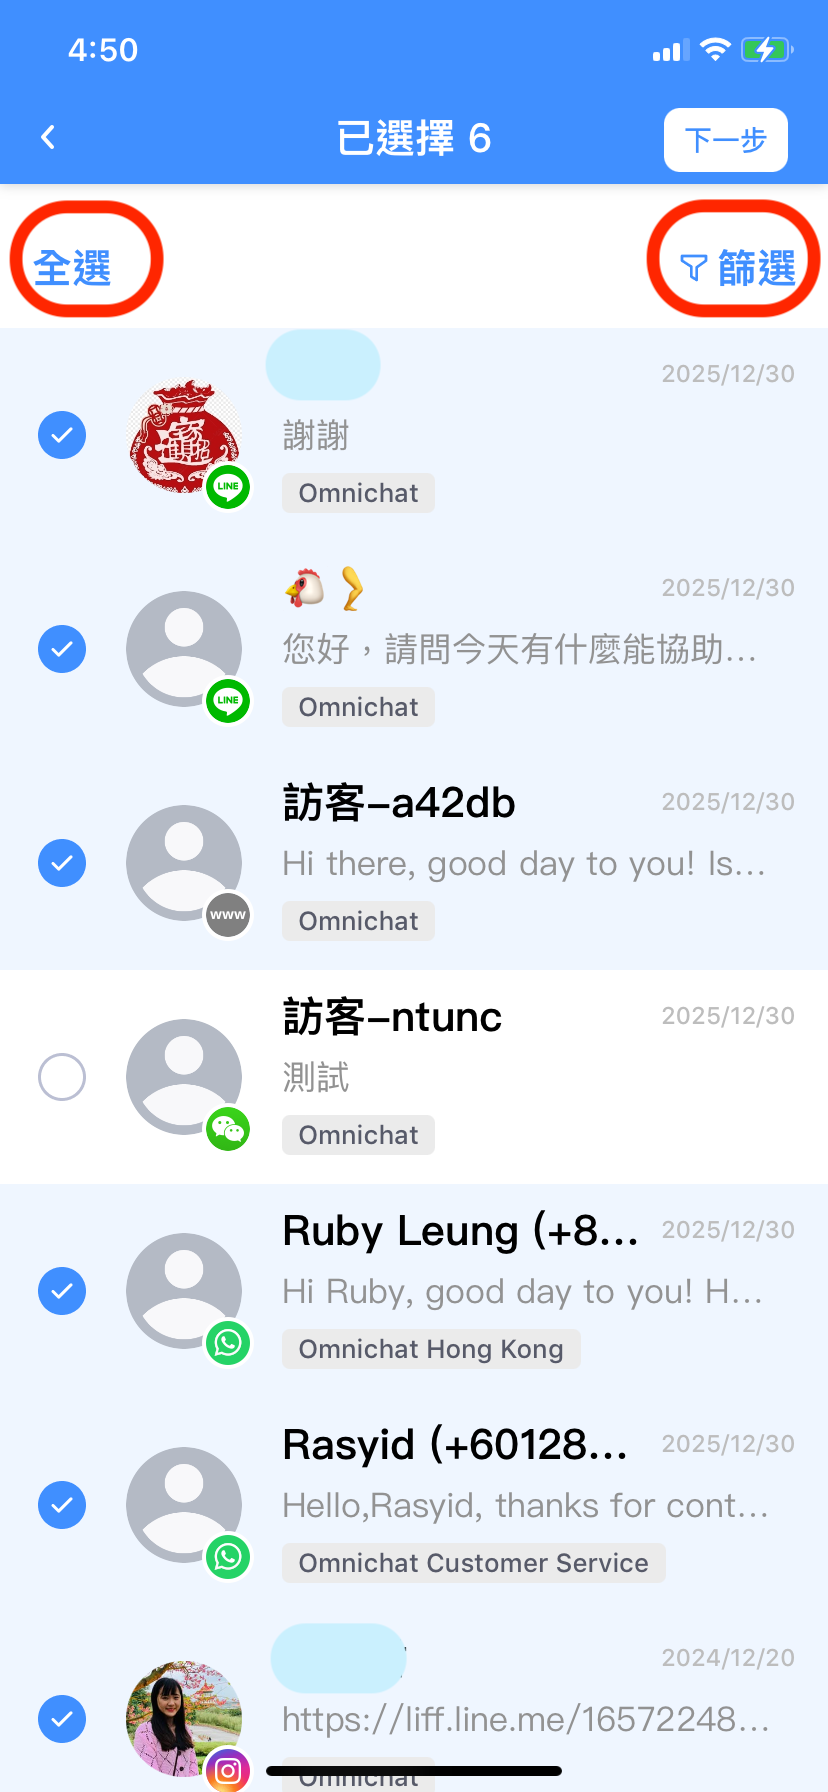 4:50
已選擇 6
下一步
全選
篩選
2025/12/30
謝謝
LINE
Omnichat
2025/12/30
您好，請問今天有什麼能協助...
LINE
Omnichat
訪客-a42db
2025/12/30
Hi there, good day to you! Is...
www
Omnichat
訪客-ntunc
2025/12/30
測試
Omnichat
Ruby Leung (+8...
2025/12/30
Hi Ruby, good day to you! H...
Omnichat Hong Kong
Rasyid (+60128...
2025/12/30
Hello,Rasyid, thanks for cont...
Omnichat Customer Service
2024/12/20
https://liff.line.me/16572248...
Omnichat